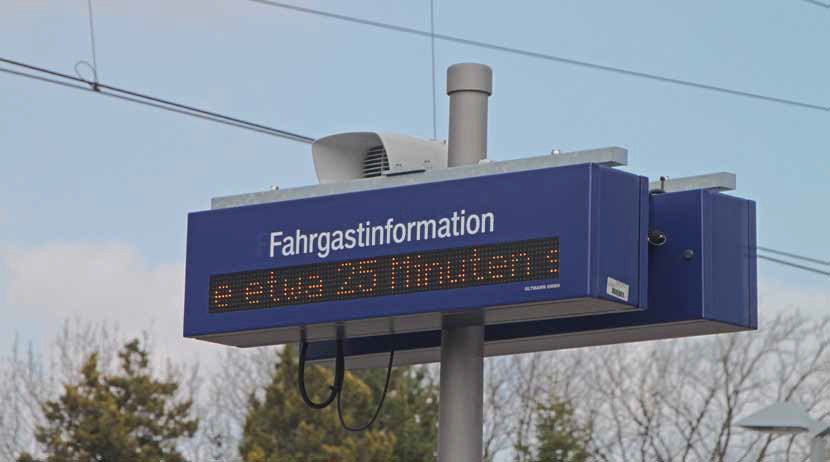 Fahrgastinformation
e etwa 25 Minuten